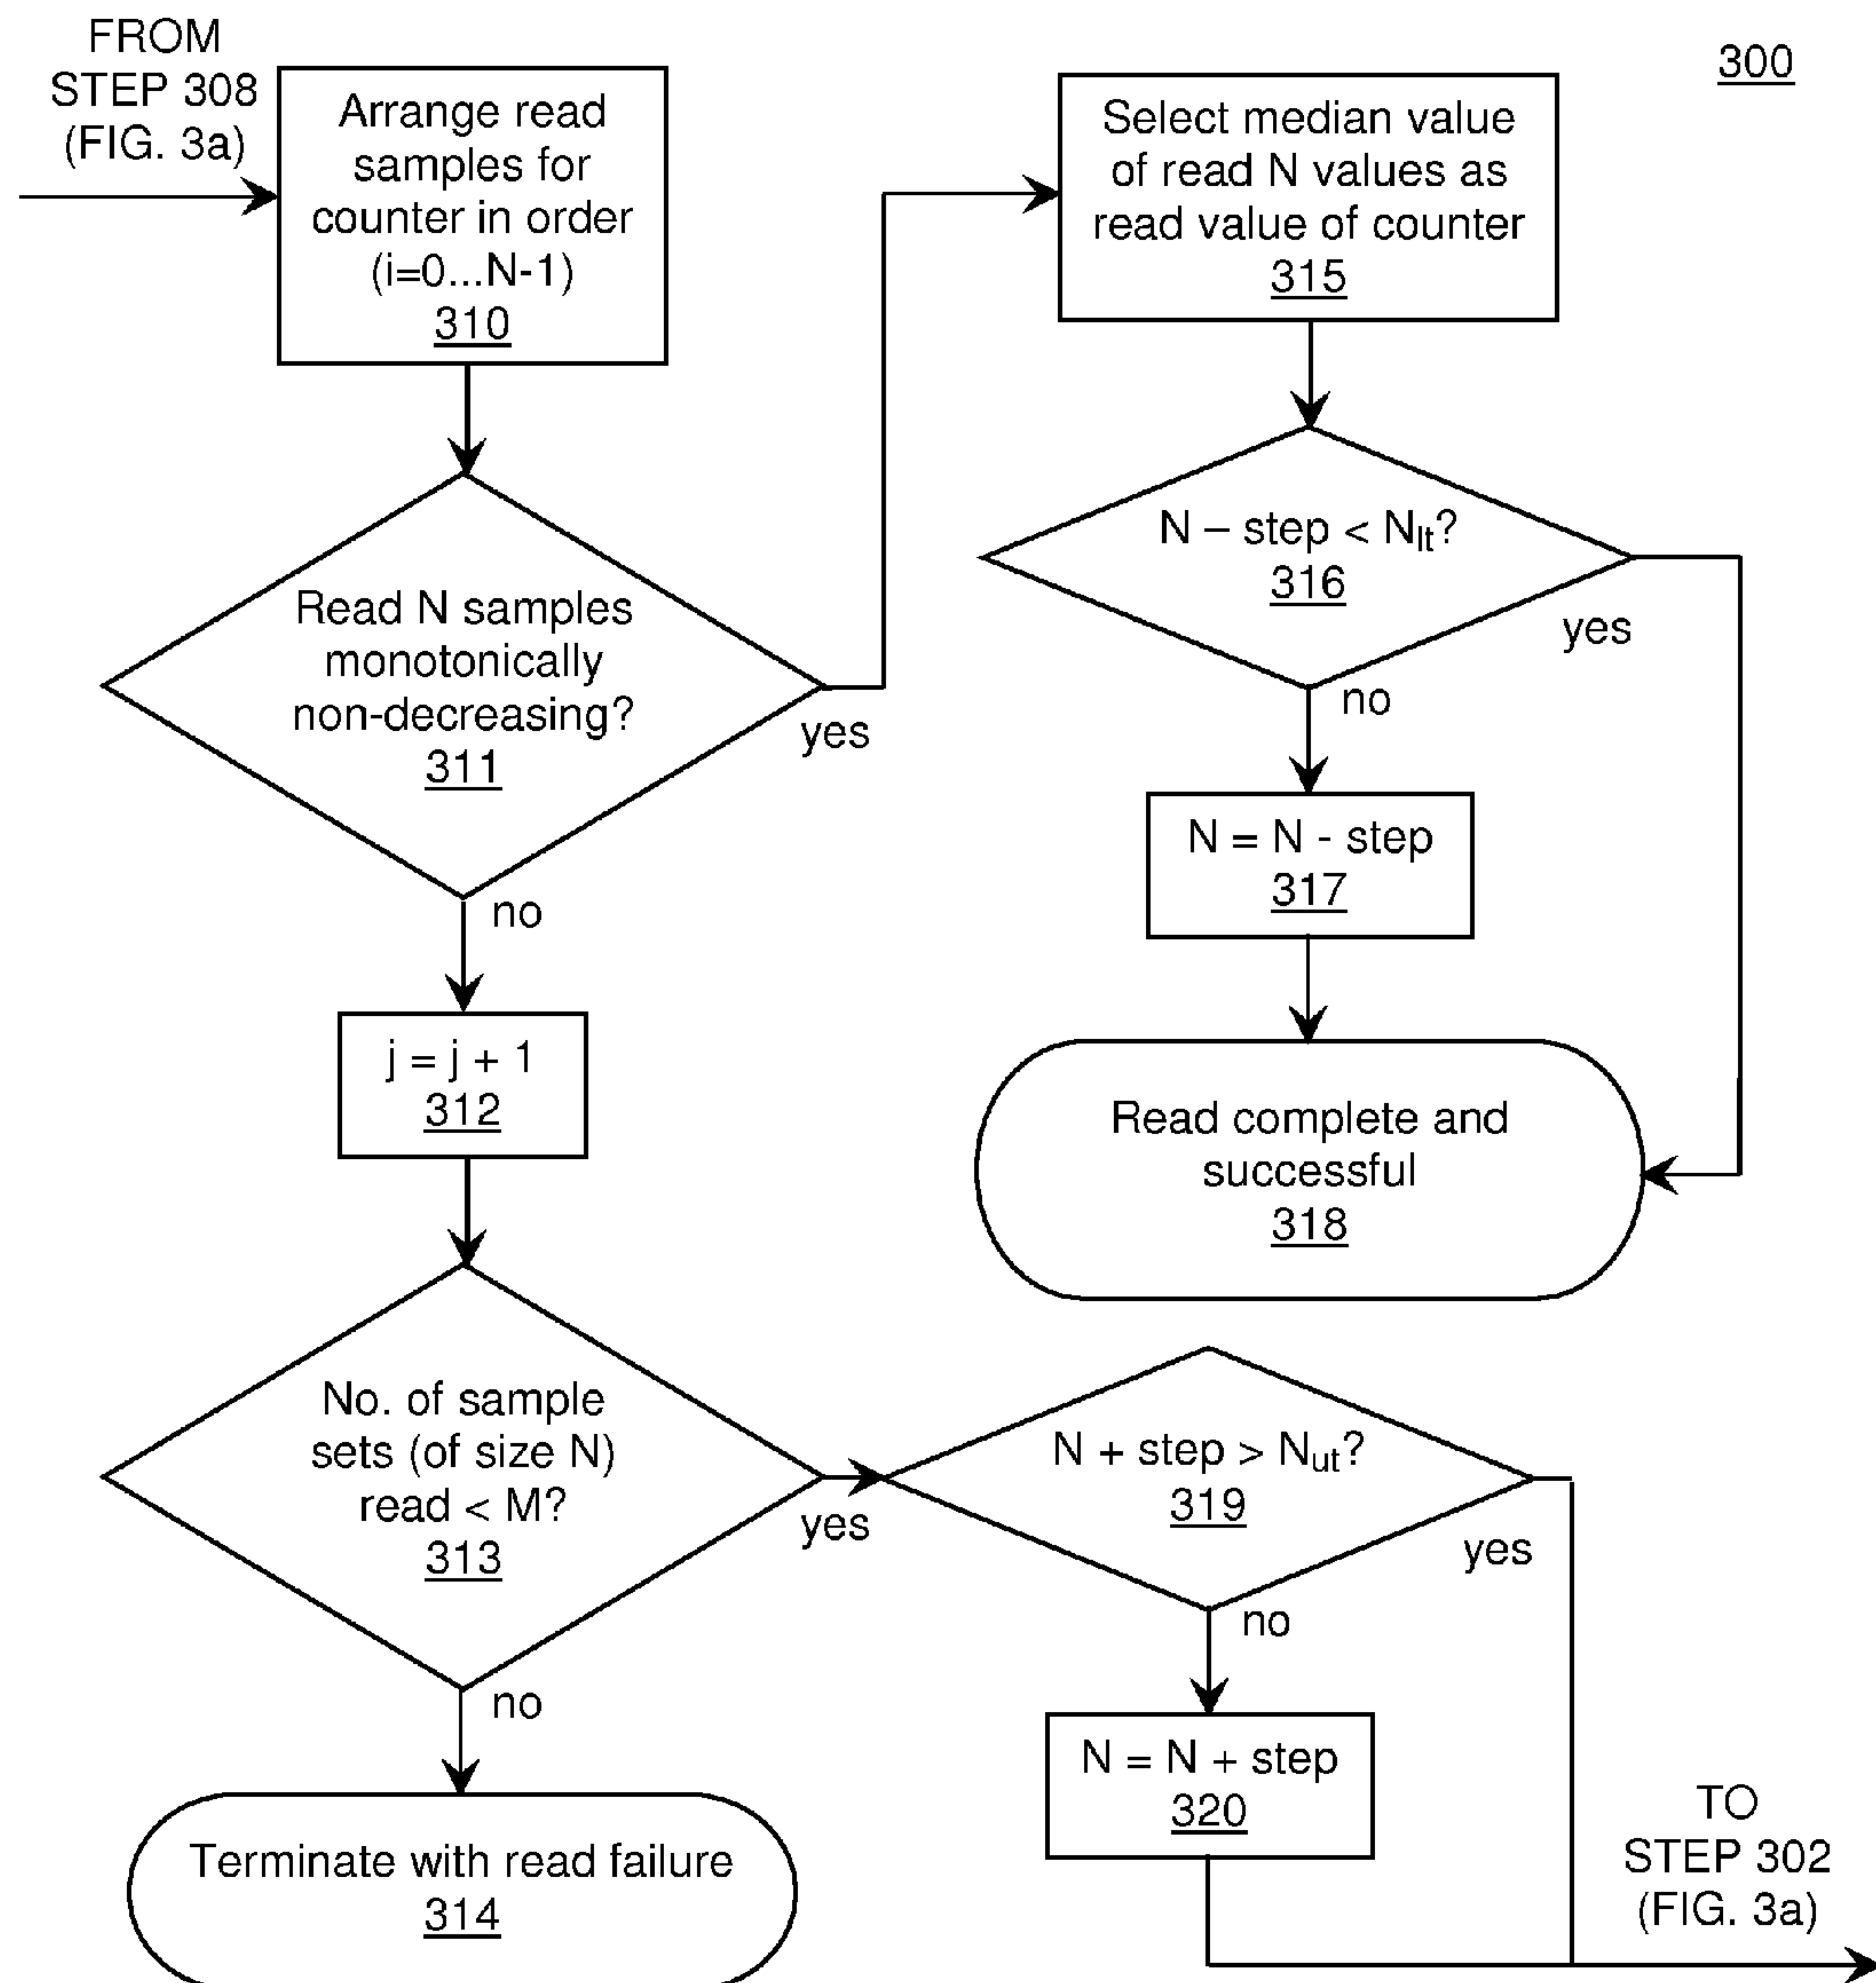 FROM
STEP 308
(FIG. 3a)
Arrange read
samples for
counter in order
(i=0...N-1)
310
Read N samples
monotonically
non-decreasing?
311
yes
no
j = j + 1
312
No. of sample
sets (of size N)
read < M?
313
yes
no
Terminate with read failure
314
300
Select median value
of read N values as
read value of counter
315
N – step < Nlt?
316
yes
no
N = N - step
317
Read complete and
successful
318
N + step > Nut?
319
yes
no
N = N + step
320
TO
STEP 302
(FIG. 3a)